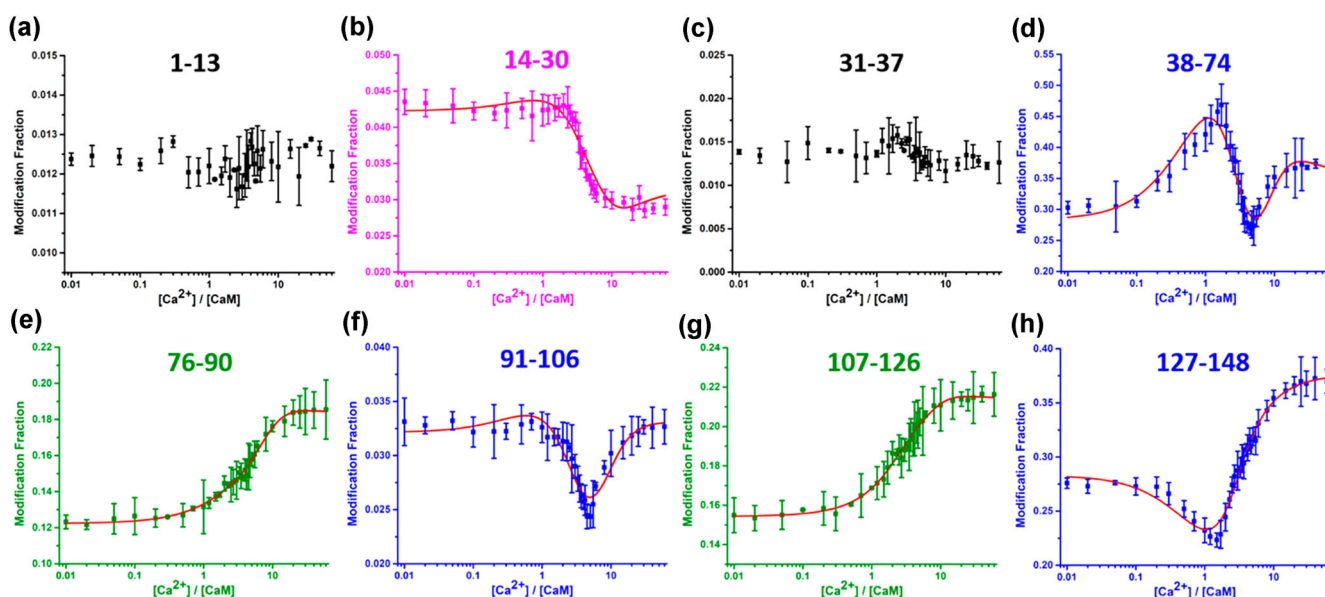 (a) (b) (c) (d)
1-13 14-30 31-37 38-74
Modification Fraction
0.015
0.014
0.013
0.012
0.011
0.010
0.01 0.1 1 10
[Ca2+] / [CaM]
Modification Fraction
0.050
0.040
0.030
0.020
0.01 0.1 1 10
[Ca2+] / [CaM]
Modification Fraction
0.025
0.020
0.015
0.010
0.005
0.000
0.01 0.1 1 10
[Ca2+] / [CaM]
Modification Fraction
0.55
0.50
0.45
0.40
0.35
0.30
0.25
0.20
0.01 0.1 1 10
[Ca2+] / [CaM]
(e) (f) (g) (h)
76-90 91-106 107-126 127-148
Modification Fraction
0.22
0.20
0.18
0.16
0.14
0.12
0.10
0.01 0.1 1 10
[Ca2+] / [CaM]
Modification Fraction
0.040
0.035
0.030
0.025
0.020
0.01 0.1 1 10
[Ca2+] / [CaM]
Modification Fraction
0.24
0.22
0.20
0.18
0.16
0.14
0.01 0.1 1 10
[Ca2+] / [CaM]
Modification Fraction
0.40
0.35
0.30
0.25
0.20
0.01 0.1 1 10
[Ca2+] / [CaM]